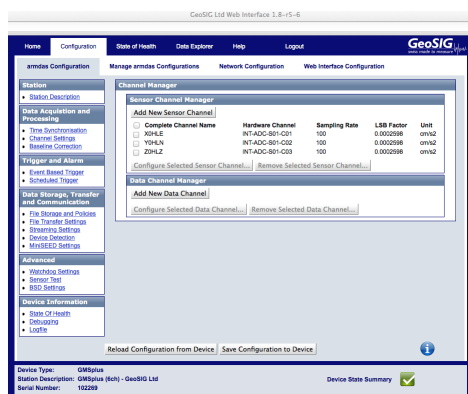 GeoSIG Ltd Web Interface 1.8-r5-6
Home Configuration State of Health Data Explorer Help Logout
GeoSIG
swiss made to measure
armdas Configuration Manage armdas Configurations Network Configuration Web Interface Configuration
Station
Station Description
Data Acquistion and
Processing
Time Synchronisation
Channel Settings
Baseline Correction
Trigger and Alarm
Event Based Trigger
Scheduled Trigger
Data Storage, Transfer
and Communication
File Storage and Policies
File Transfer Settings
Streaming Settings
Device Detection
MiniSEED Settings
Advanced
Watchdog Settings
Sensor Test
BSD Settings
Device Information
State Of Health
Debugging
Logfile
Channel Manager
Sensor Channel Manager
Add New Sensor Channel
Complete Channel Name Hardware Channel Sampling Rate LSB Factor Unit
X0HLE INT-ADC-S01-C01 100 0.0002598 cm/s
Y0HLN INT-ADC-S01-C02 100 0.0002598 cm/s
Z0HLZ INT-ADC-S01-C03 100 0.0002598 cm/s
Configure Selected Sensor Channel... Remove Selected Sensor Channel...
Data Channel Manager
Add New Data Channel
Configure Selected Data Channel... Remove Selected Data Channel...
Reload Configuration from Device Save Configuration to Device
Device Type: GMSplus
Station Description: GMSplus (6ch) - GeoSIG Ltd
Serial Number: 102269
Device State Summary